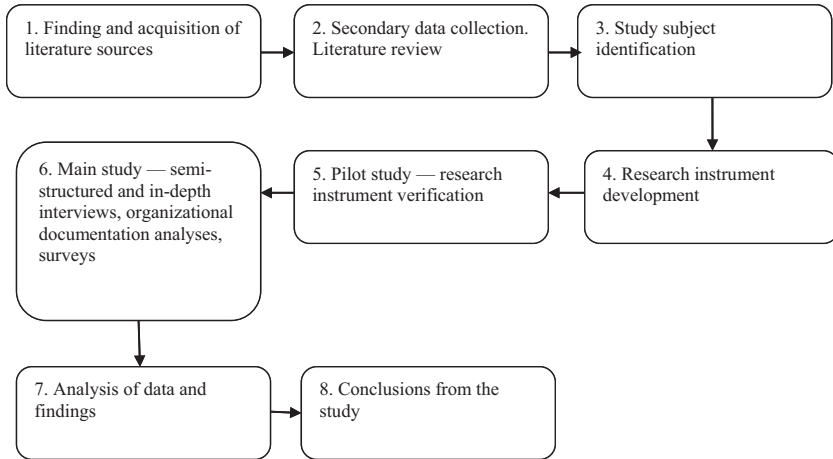 1. Finding and acquisition of
literature sources
2. Secondary data collection.
Literature review
3. Study subject
identification
4. Research instrument
development
5. Pilot study — research
instrument verification
6. Main study — semi-
structured and in-depth
interviews, organizational
documentation analyses,
surveys
7. Analysis of data and
findings
8. Conclusions from the
study